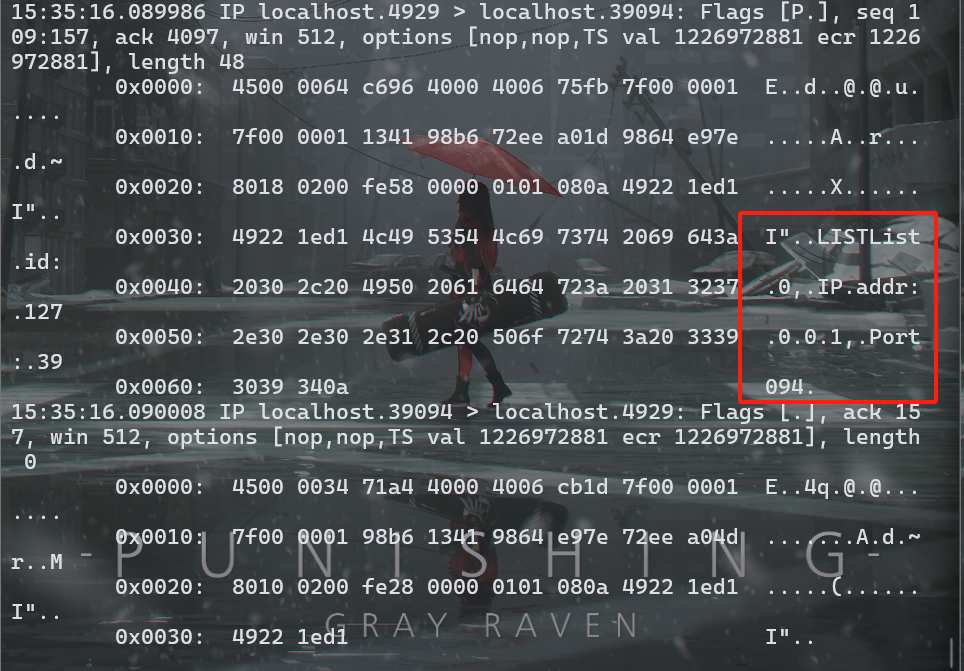 15:35:16.089986 IP localhost.4929 > localhost.39094: Flags [P.], seq 1
09:157, ack 4097, win 512, options [nop,nop,TS val 1226972881 ecr 1226
972881], length 48
0x0000:  4500 0064 c696 4000 4006 75fb 7f00 0001  E..d..@.@.u.
....
0x0010:  7f00 0001 1341 98b6 72ee a01d 9864 e97e  .....A..r...
.d.~
0x0020:  8018 0200 fe58 0000 0101 080a 4922 1ed1  .....X......
I"..
0x0030:  4922 1ed1 4c49 5354 4c69 7374 2069 643a  I"..LISTList
.id:
0x0040:  2030 2c20 4950 2061 6464 723a 2031 3237  .0,.IP.addr:
.127
0x0050:  2e30 2e30 2e31 2c20 506f 7274 3a20 3339  .0.0.1,.Port
:.39
0x0060:  3039 340a  094.
15:35:16.090008 IP localhost.39094 > localhost.4929: Flags [.], ack 15
7, win 512, options [nop,nop,TS val 1226972881 ecr 1226972881], length
 0
0x0000:  4500 0034 71a4 4000 4006 cb1d 7f00 0001  E..4q.@.@...
....
0x0010:  7f00 0001 98b6 1341 9864 e97e 72ee a04d  .......A.d.~
r..M
0x0020:  8010 0200 fe28 0000 0101 080a 4922 1ed1  .....(......
I"..
0x0030:  4922 1ed1  I"..
-PUNISHING-
GRAY RAVEN